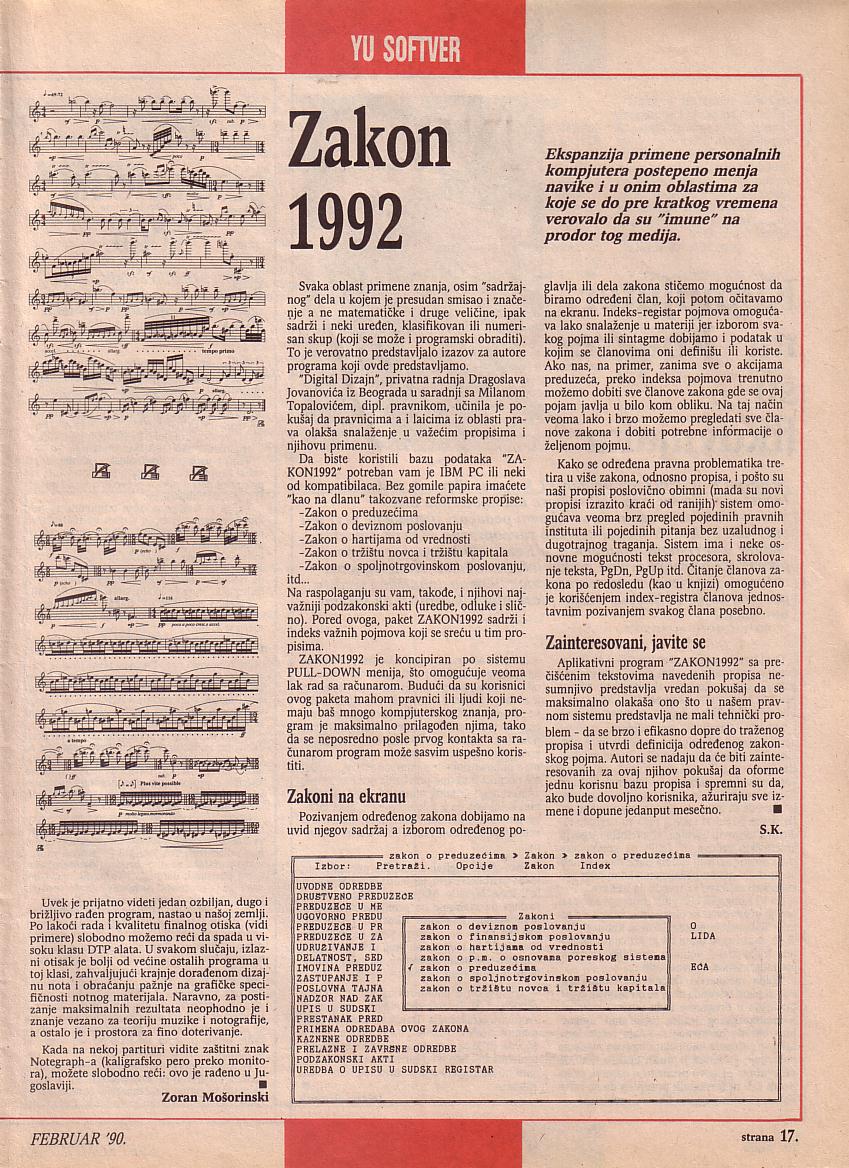 YU SOFTVER
accel.
allarg.
tempo primo
allarg.
allarg.
a tempo
Plus vite possible
Uvek je prijatno videti jedan ozbiljan, dugo i
brižljivo rađen program, nastao u našoj zemlji.
Po lakoći rada i kvalitetu finalnog otiska (vidi
primere) slobodno možemo reći da spada u vi-
soku klasu DTP alata. U svakom slučaju, izlaz-
ni otisak je bolji od većine ostalih programa u
toj klasi, zahvaljujući krajnje dorađenom dizaj-
nu nota i obraćanju pažnje na grafičke speci-
fičnosti notnog materijala. Naravno, za posti-
zanje maksimalnih rezultata neophodno je i
znanje vezano za teoriju muzike i notografije,
a ostalo je i prostora za fino doterivanje.
Kada na nekoj partituri vidite zaštitni znak
Notegraph-a (kaligrafsko pero preko monito-
ra), možete slobodno reći: ovo je rađeno u Ju-
goslaviji.
Zoran Mošorinski
Zakon
1992
Ekspanzija primene personalnih
kompjutera postepeno menja
navike i u onim oblastima za
koje se do pre kratkog vremena
verovalo da su "imune" na
prodor tog medija.
Svaka oblast primene znanja, osim "sadržaj-
nog" dela u kojem je presudan smisao i znače-
nje a ne matematičke i druge veličine, ipak
sadrži i neki uređen, klasifikovan ili numeri-
san skup (koji se može i programski obraditi).
To je verovatno predstavljalo izazov za autore
programa koji ovde predstavljamo.
"Digital Dizajn", privatna radnja Dragoslava
Jovanovića iz Beograda u saradnji sa Milanom
Topalovićem, dipl. pravnikom, učinila je po-
kušaj da pravnicima a i laicima iz oblasti pra-
va olakša snalaženje u važećim propisima i
njihovu primenu.
Da biste koristili bazu podataka "ZA-
KON1992" potreban vam je IBM PC ili neki
od kompatibilaca. Bez gomile papira imaćete
"kao na dlanu" takozvane reformske propise:
-Zakon o preduzećima
-Zakon o deviznom poslovanju
-Zakon o hartijama od vrednosti
-Zakon o tržištu novca i tržištu kapitala
-Zakon o spoljnotrgovinskom poslovanju,
itd...
Na raspolaganju su vam, takođe, i njihovi naj-
važniji podzakonski akti (uredbe, odluke i slič-
no). Pored ovoga, paket ZAKON1992 sadrži i
indeks važnih pojmova koji se sreću u tim pro-
pisima.
ZAKON1992 je koncipiran po sistemu
PULL-DOWN menija, što omogućuje veoma
lak rad sa računarom. Budući da su korisnici
ovog paketa mahom pravnici ili ljudi koji ne-
maju baš mnogo kompjuterskog znanja, pro-
gram je maksimalno prilagođen njima, tako
da se neposredno posle prvog kontakta sa ra-
čunarom program može sasvim uspešno koris-
titi.
Zakoni na ekranu
Pozivanjem određenog zakona dobijamo na
uvid njegov sadržaj a izborom određenog po-
glavlja ili dela zakona stičemo mogućnost da
biramo određeni član, koji potom očitavamo
na ekranu. Indeks-registar pojmova omoguća-
va lako snalaženje u materiji jer izborom sva-
kog pojma ili sintagme dobijamo i podatak u
kojim se članovima oni definišu ili koriste.
Ako nas, na primer, zanima sve o akcijama
preduzeća, preko indeksa pojmova trenutno
možemo dobiti sve članove zakona gde se ovaj
pojam javlja u bilo kom obliku. Na taj način
veoma lako i brzo možemo pregledati sve čla-
nove zakona i dobiti potrebne informacije o
željenom pojmu.
Kako se određena pravna problematika tre-
tira u više zakona, odnosno propisa, i pošto su
naši propisi poslovično obimni (mada su novi
propisi izrazito kraći od ranijih) sistem omo-
gućava veoma brz pregled pojedinih pravnih
instituta ili pojedinih pitanja bez uzaludnog i
dugotrajnog traganja. Sistem ima i neke os-
novne mogućnosti tekst procesora, skrolova-
nje teksta, PgDn, PgUp itd. Čitanje članova za-
kona po redosledu (kao u knjizi) omogućeno
je korišćenjem index-registra članova jednos-
tavnim pozivanjem svakog člana posebno.
Zainteresovani, javite se
Aplikativni program "ZAKON1992" sa pre-
čišćenim tekstovima navedenih propisa ne-
sumnjivo predstavlja vredan pokušaj da se
maksimalno olakaša ono što u našem prav-
nom sistemu predstavlja ne mali tehnički pro-
blem - da se brzo i efikasno dopre do traženog
propisa i utvrdi definicija određenog zakon-
skog pojma. Autori se nadaju da će biti zainte-
resovanih za ovaj njihov pokušaj da oforme
jednu korisnu bazu propisa i spremni su da,
ako bude dovoljno korisnika, ažuriraju sve iz-
mene i dopune jedanput mesečno.
S.K.
zakon o preduzećima > Zakon > zakon o preduzećima
Izbor: Pretraži. Opcije Zakon Index
UVODNE ODREDBE
DRUŠTVENO PREDUZEĆE
PREDUZEĆE U ME
UGOVORNO PREDU
PREDUZEĆE U PR
PREDUZEĆE U ZA
UDRUŽIVANJE I
DELATNOST, SED
IMOVINA PREDUZ
ZASTUPANJE I P
POSLOVNA TAJNA
NADZOR NAD ZAK
UPIS U SUDSKI
PRESTANAK PRED
PRIMENA ODREDABA OVOG ZAKONA
KAZNENE ODREDBE
PRELAZNE I ZAVRŠNE ODREDBE
PODZAKONSKI AKTI
UREDBA O UPISU U SUDSKI REGISTAR
Zakoni
zakon o deviznom poslovanju
zakon o finansijskom poslovanju
zakon o hartijama od vrednosti
zakon o p.m. o osnovama poreskog sistema
√ zakon o preduzećima
zakon o spoljnotrgovinskom poslovanju
zakon o tržištu novca i tržištu kapitala
O
LIDA
EĆA
FEBRUAR '90.
strana 17.